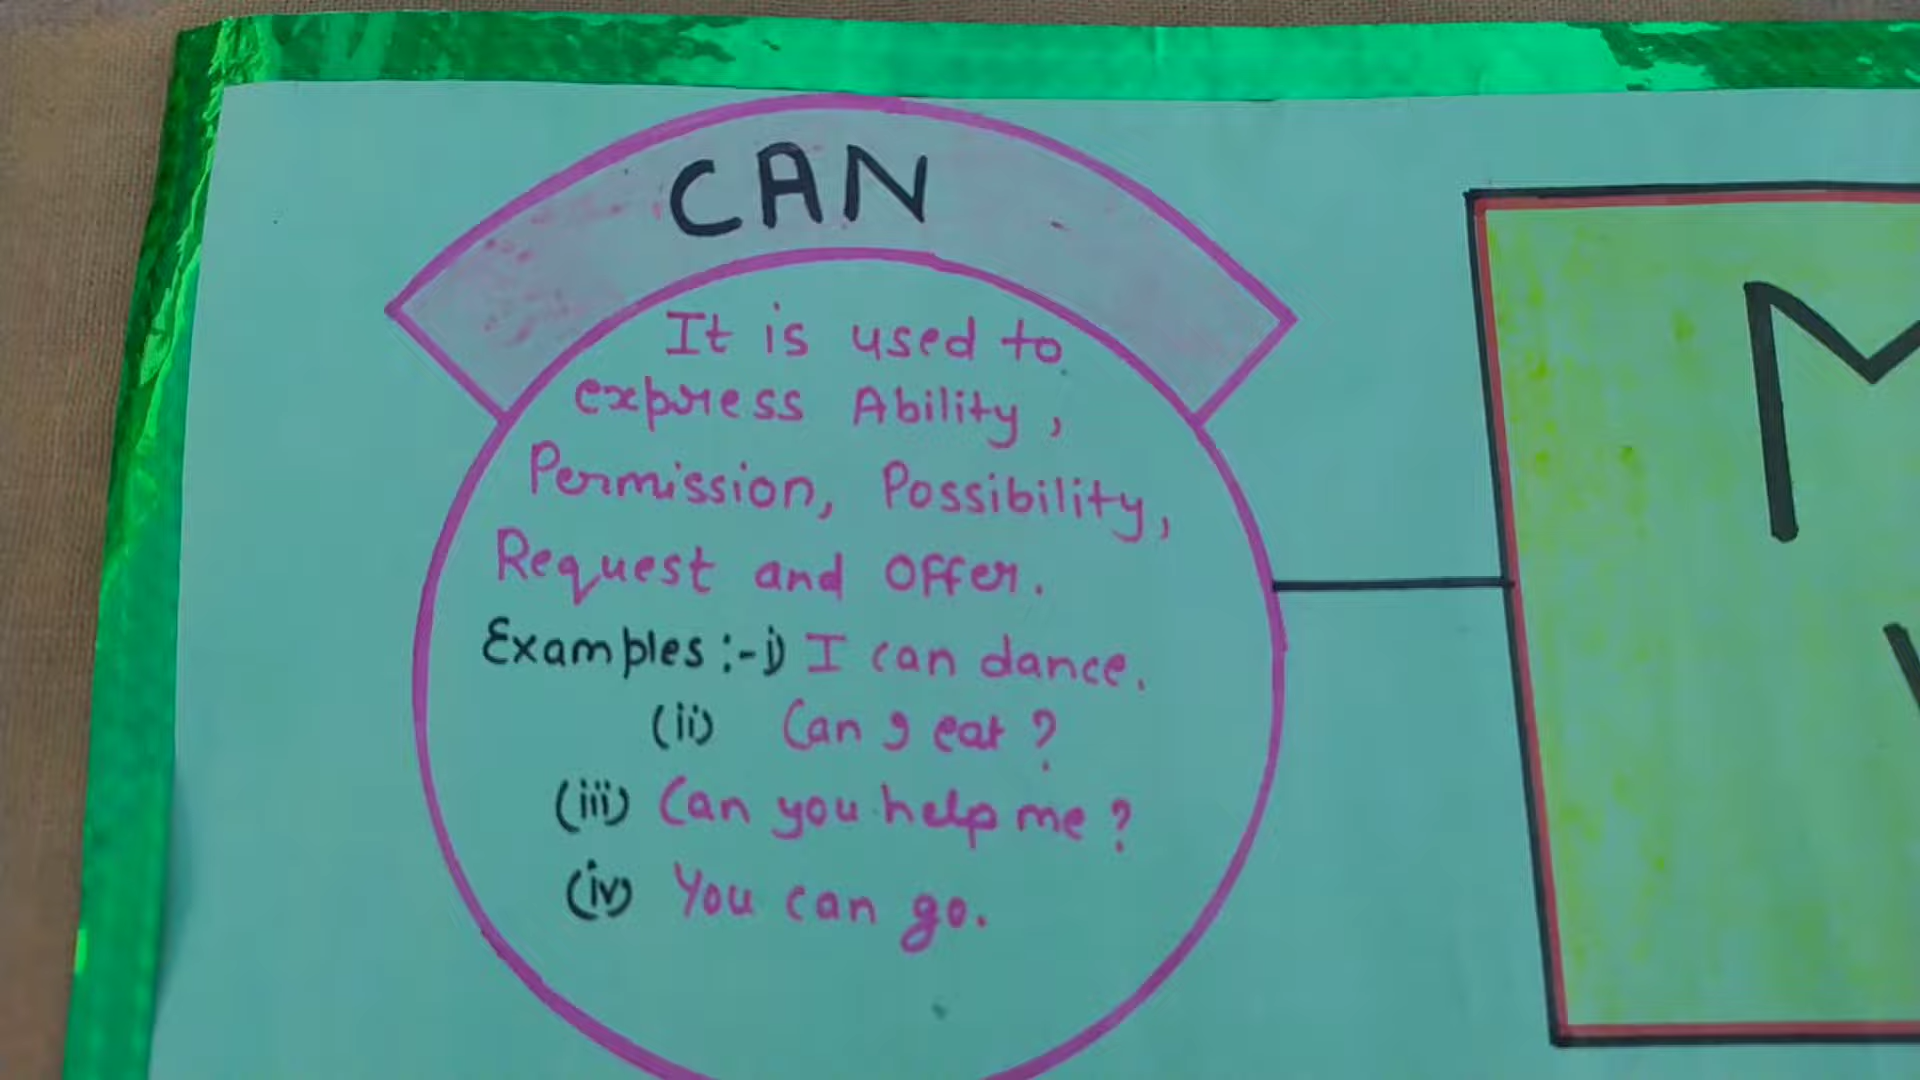 CAN
It is used to
express Ability,
Permission, Possibility,
Request and Offer.
Examples :- i) I can dance.
(ii) Can I eat ?
(iii) Can you help me ?
(iv) You can go.
M